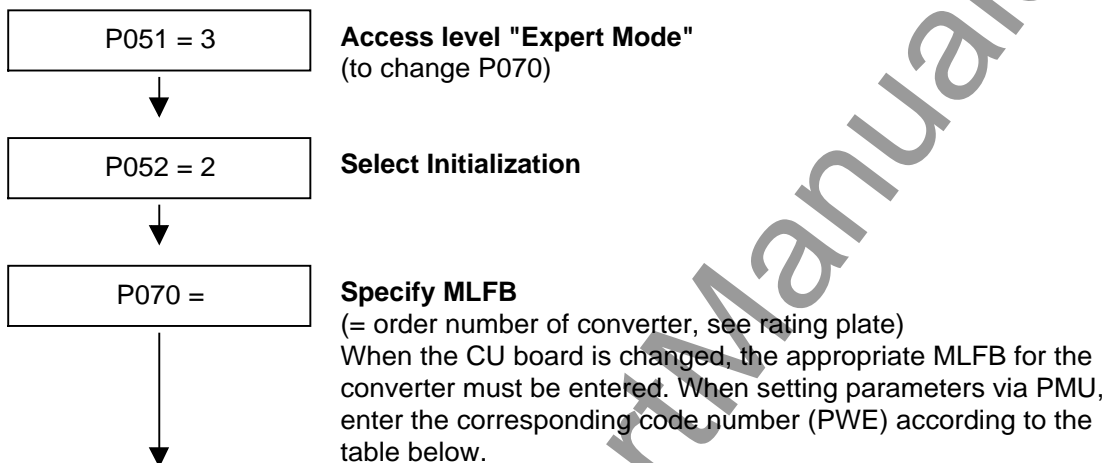 P051 = 3
Access level "Expert Mode"
(to change P070)
P052 = 2
Select Initialization
P070 =
Specify MLFB
(= order number of converter, see rating plate)
When the CU board is changed, the appropriate MLFB for the
converter must be entered. When setting parameters via PMU,
enter the corresponding code number (PWE) according to the
table below.
rtManual